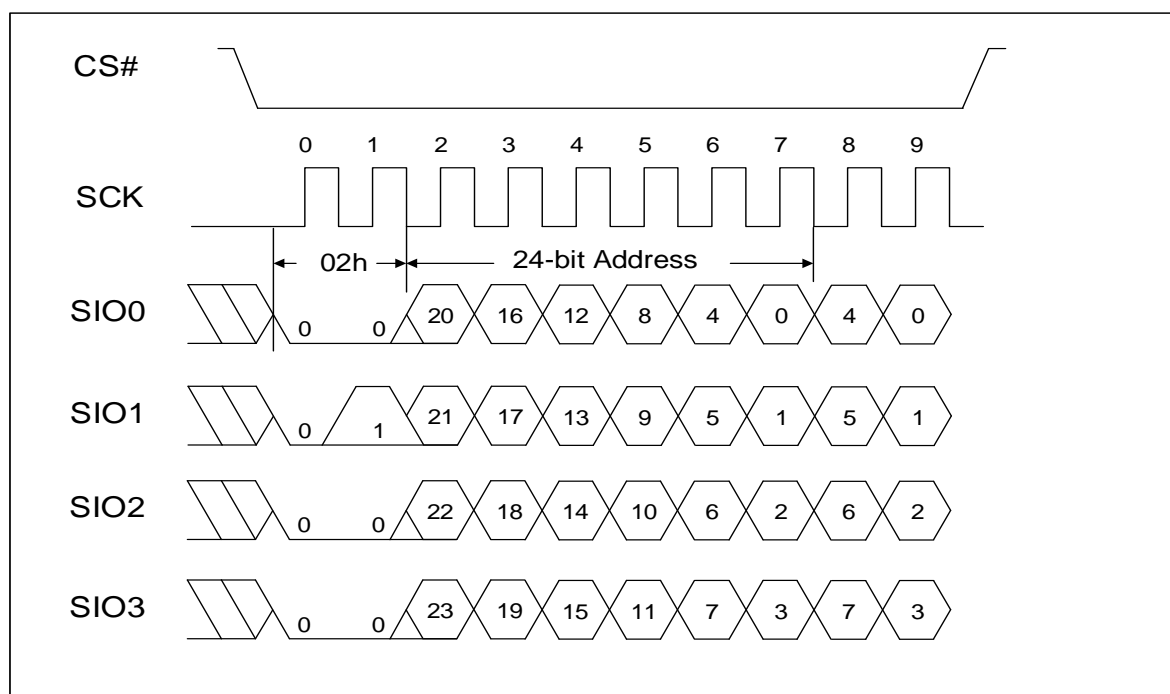 CS#
0 1 2 3 4 5 6 7 8 9
SCK
02h 24-bit Address
SIO0 0 0 20 16 12 8 4 0 4 0
SIO1 0 1 21 17 13 9 5 1 5 1
SIO2 0 0 22 18 14 10 6 2 6 2
SIO3 0 0 23 19 15 11 7 3 7 3